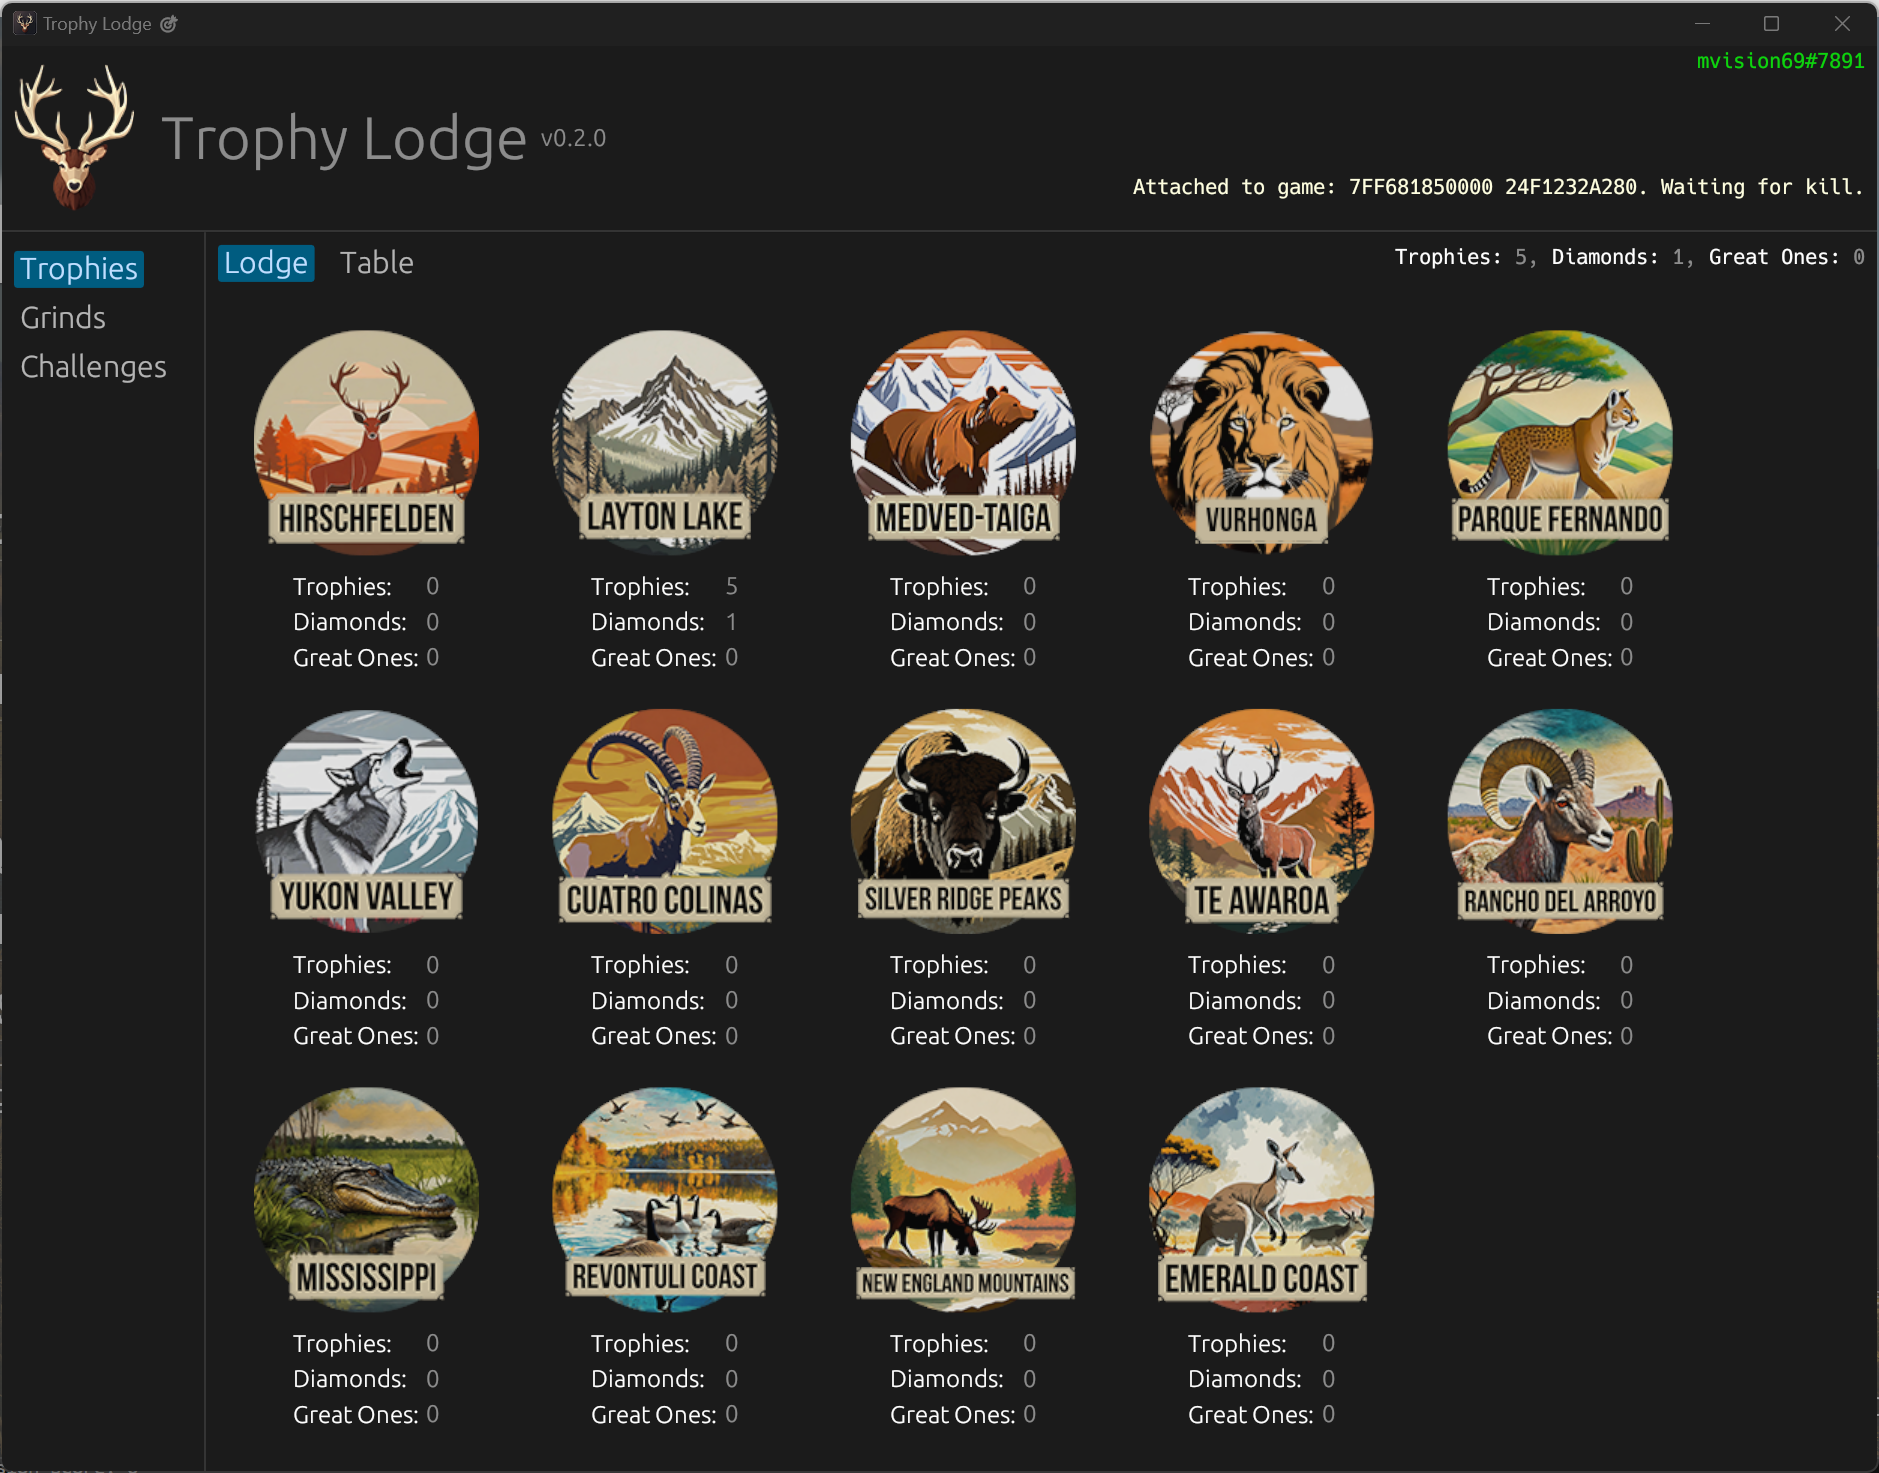 Trophy Lodge
mvision69#7891
Trophy Lodge v0.2.0
Attached to game: 7FF681850000 24F1232A280. Waiting for kill.
Trophies
Grinds
Challenges
Lodge Table
Trophies: 5, Diamonds: 1, Great Ones: 0
HIRSCHFELDEN
Trophies: 0
Diamonds: 0
Great Ones: 0
LAYTON LAKE
Trophies: 5
Diamonds: 1
Great Ones: 0
MEDVED-TAIGA
Trophies: 0
Diamonds: 0
Great Ones: 0
VURHONGA
Trophies: 0
Diamonds: 0
Great Ones: 0
PARQUE FERNANDO
Trophies: 0
Diamonds: 0
Great Ones: 0
YUKON VALLEY
Trophies: 0
Diamonds: 0
Great Ones: 0
CUATRO COLINAS
Trophies: 0
Diamonds: 0
Great Ones: 0
SILVER RIDGE PEAKS
Trophies: 0
Diamonds: 0
Great Ones: 0
TE AWAROA
Trophies: 0
Diamonds: 0
Great Ones: 0
RANCHO DEL ARROYO
Trophies: 0
Diamonds: 0
Great Ones: 0
MISSISSIPPI
Trophies: 0
Diamonds: 0
Great Ones: 0
REVONTULI COAST
Trophies: 0
Diamonds: 0
Great Ones: 0
NEW ENGLAND MOUNTAINS
Trophies: 0
Diamonds: 0
Great Ones: 0
EMERALD COAST
Trophies: 0
Diamonds: 0
Great Ones: 0